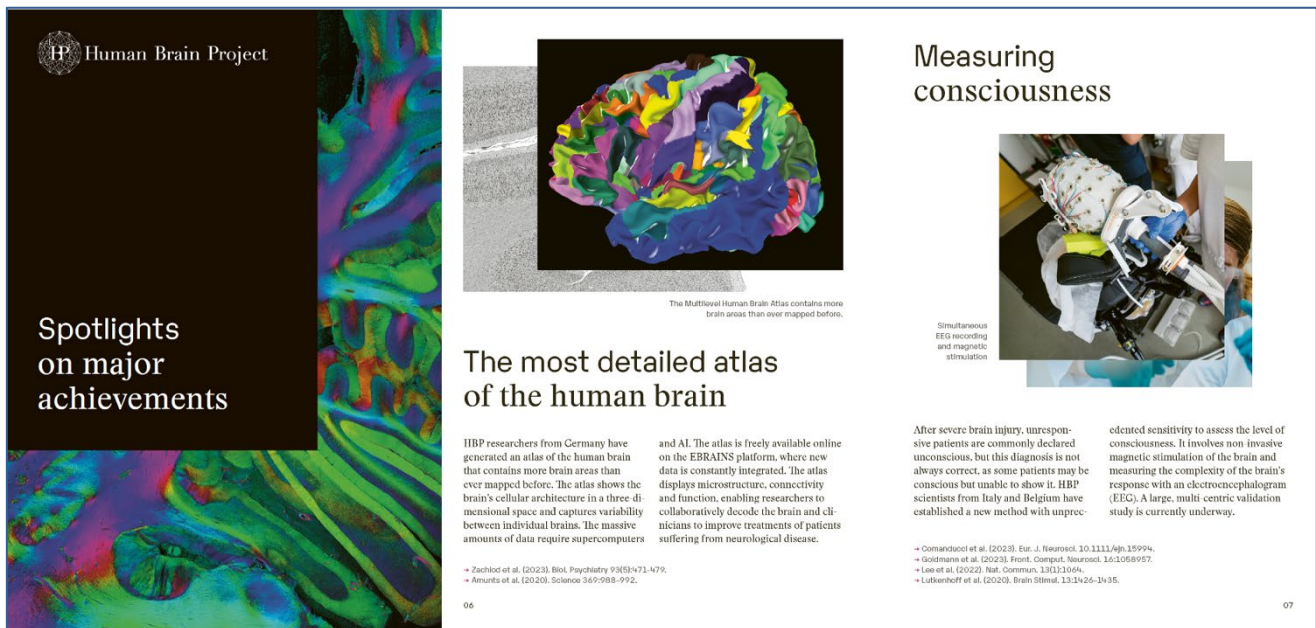 HP Human Brain Project
Spotlights
on major
achievements
The Multilevel Human Brain Atlas contains more
brain areas than ever mapped before.
The most detailed atlas
of the human brain
HBP researchers from Germany have
generated an atlas of the human brain
that contains more brain areas than
ever mapped before. The atlas shows the
brain's cellular architecture in a three-di-
mensional space and captures variability
between individual brains. The massive
amounts of data require supercomputers
and AI. The atlas is freely available online
on the EBRAINS platform, where new
data is constantly integrated. The atlas
displays microstructure, connectivity
and function, enabling researchers to
collaboratively decode the brain and cli-
nicians to improve treatments of patients
suffering from neurological disease.
→ Zachlod et al. (2023). Biol. Psychiatry 93(5):471-479.
→ Amunts et al. (2020). Science 369:988-992.
06
Measuring
consciousness
Simultaneous
EEG recording
and magnetic
stimulation
After severe brain injury, unrespon-
sive patients are commonly declared
unconscious, but this diagnosis is not
always correct, as some patients may be
conscious but unable to show it. HBP
scientists from Italy and Belgium have
established a new method with unprec-
edented sensitivity to assess the level of
consciousness. It involves non-invasive
magnetic stimulation of the brain and
measuring the complexity of the brain's
response with an electroencephalogram
(EEG). A large, multi-centric validation
study is currently underway.
→ Comanducci et al. (2023). Eur. J. Neurosci. 10.1111/ejn.15994.
→ Goldmann et al. (2023). Front. Comput. Neurosci. 16:1058957.
→ Lee et al. (2022). Nat. Commun. 13(1):1064.
→ Lutkenhoff et al. (2020). Brain Stimul. 13:1426-1435.
07